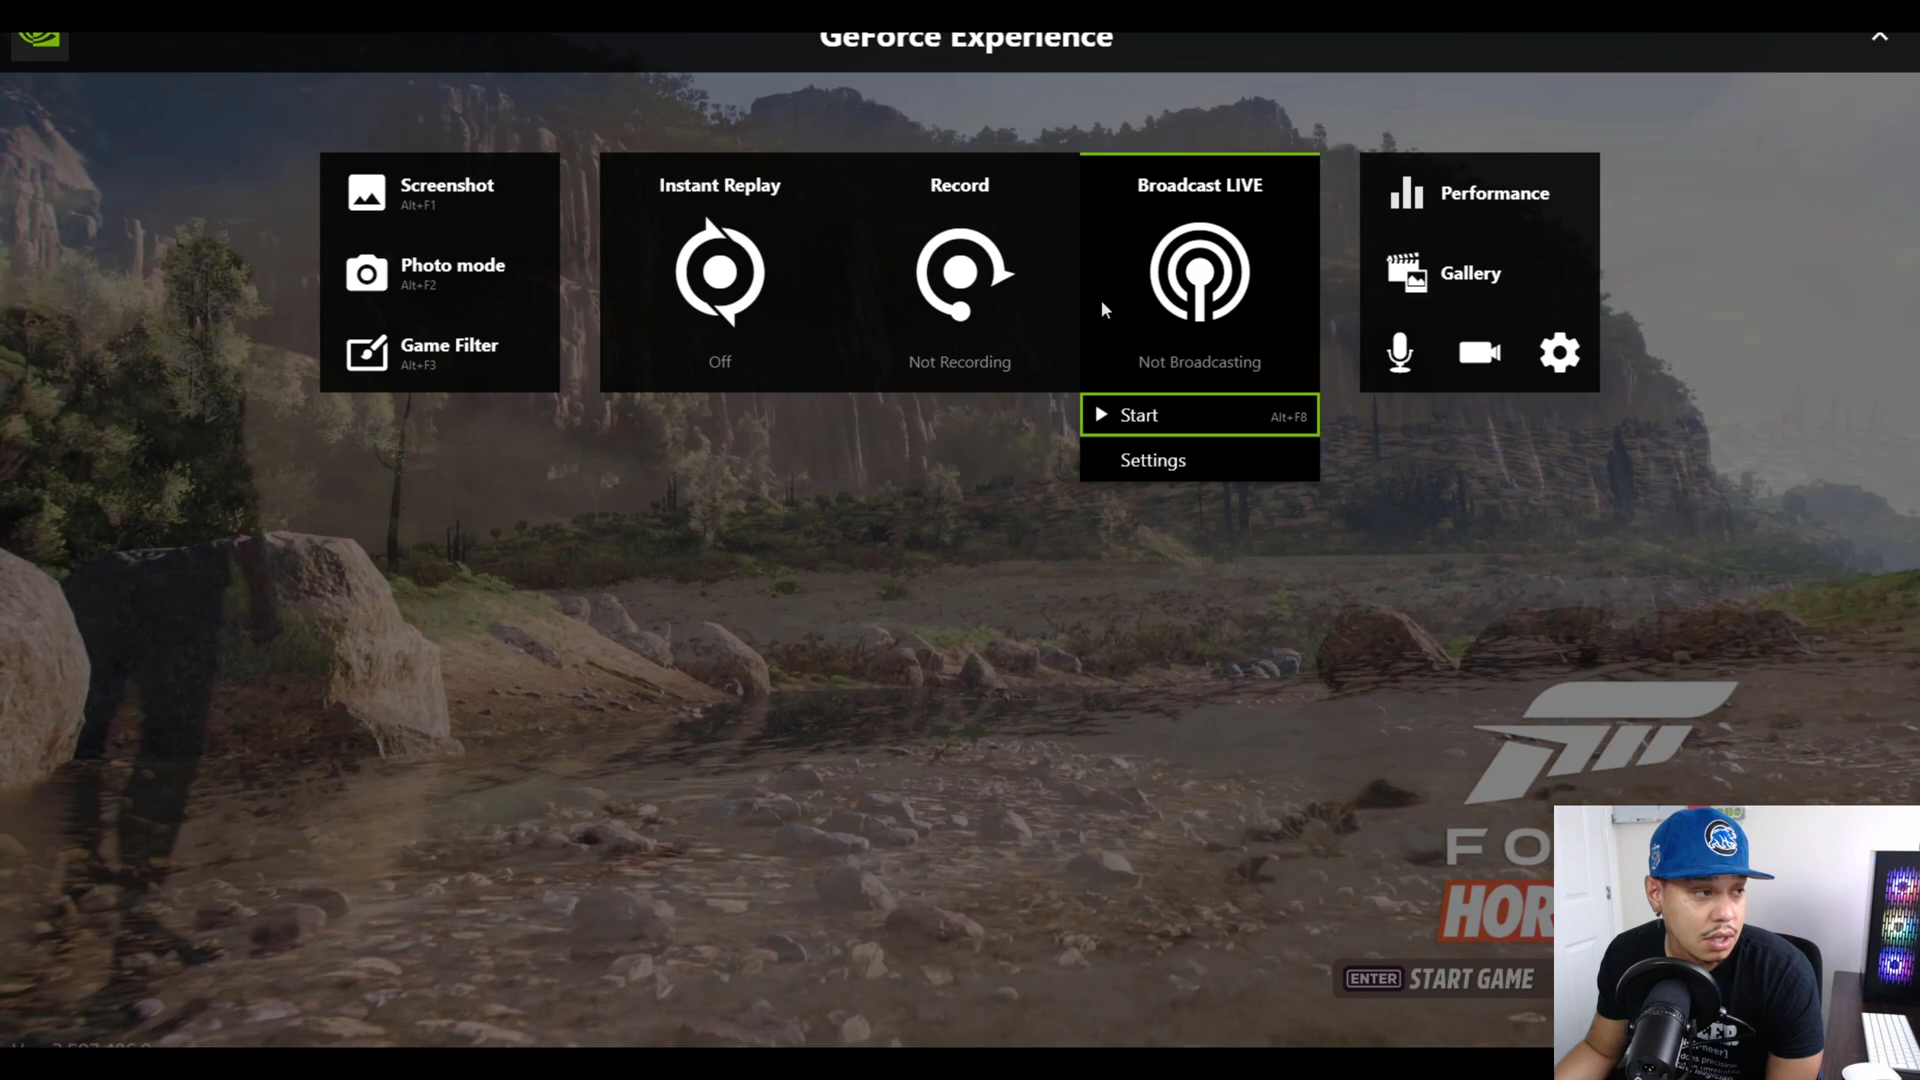 GeForce Experience
Screenshot
Alt+F1
Photo mode
Alt+F2
Game Filter
Alt+F3
Instant Replay
Off
Record
Not Recording
Broadcast LIVE
Not Broadcasting
Start
Alt+F8
Settings
Performance
Gallery
FO
HOR
ENTER START GAME